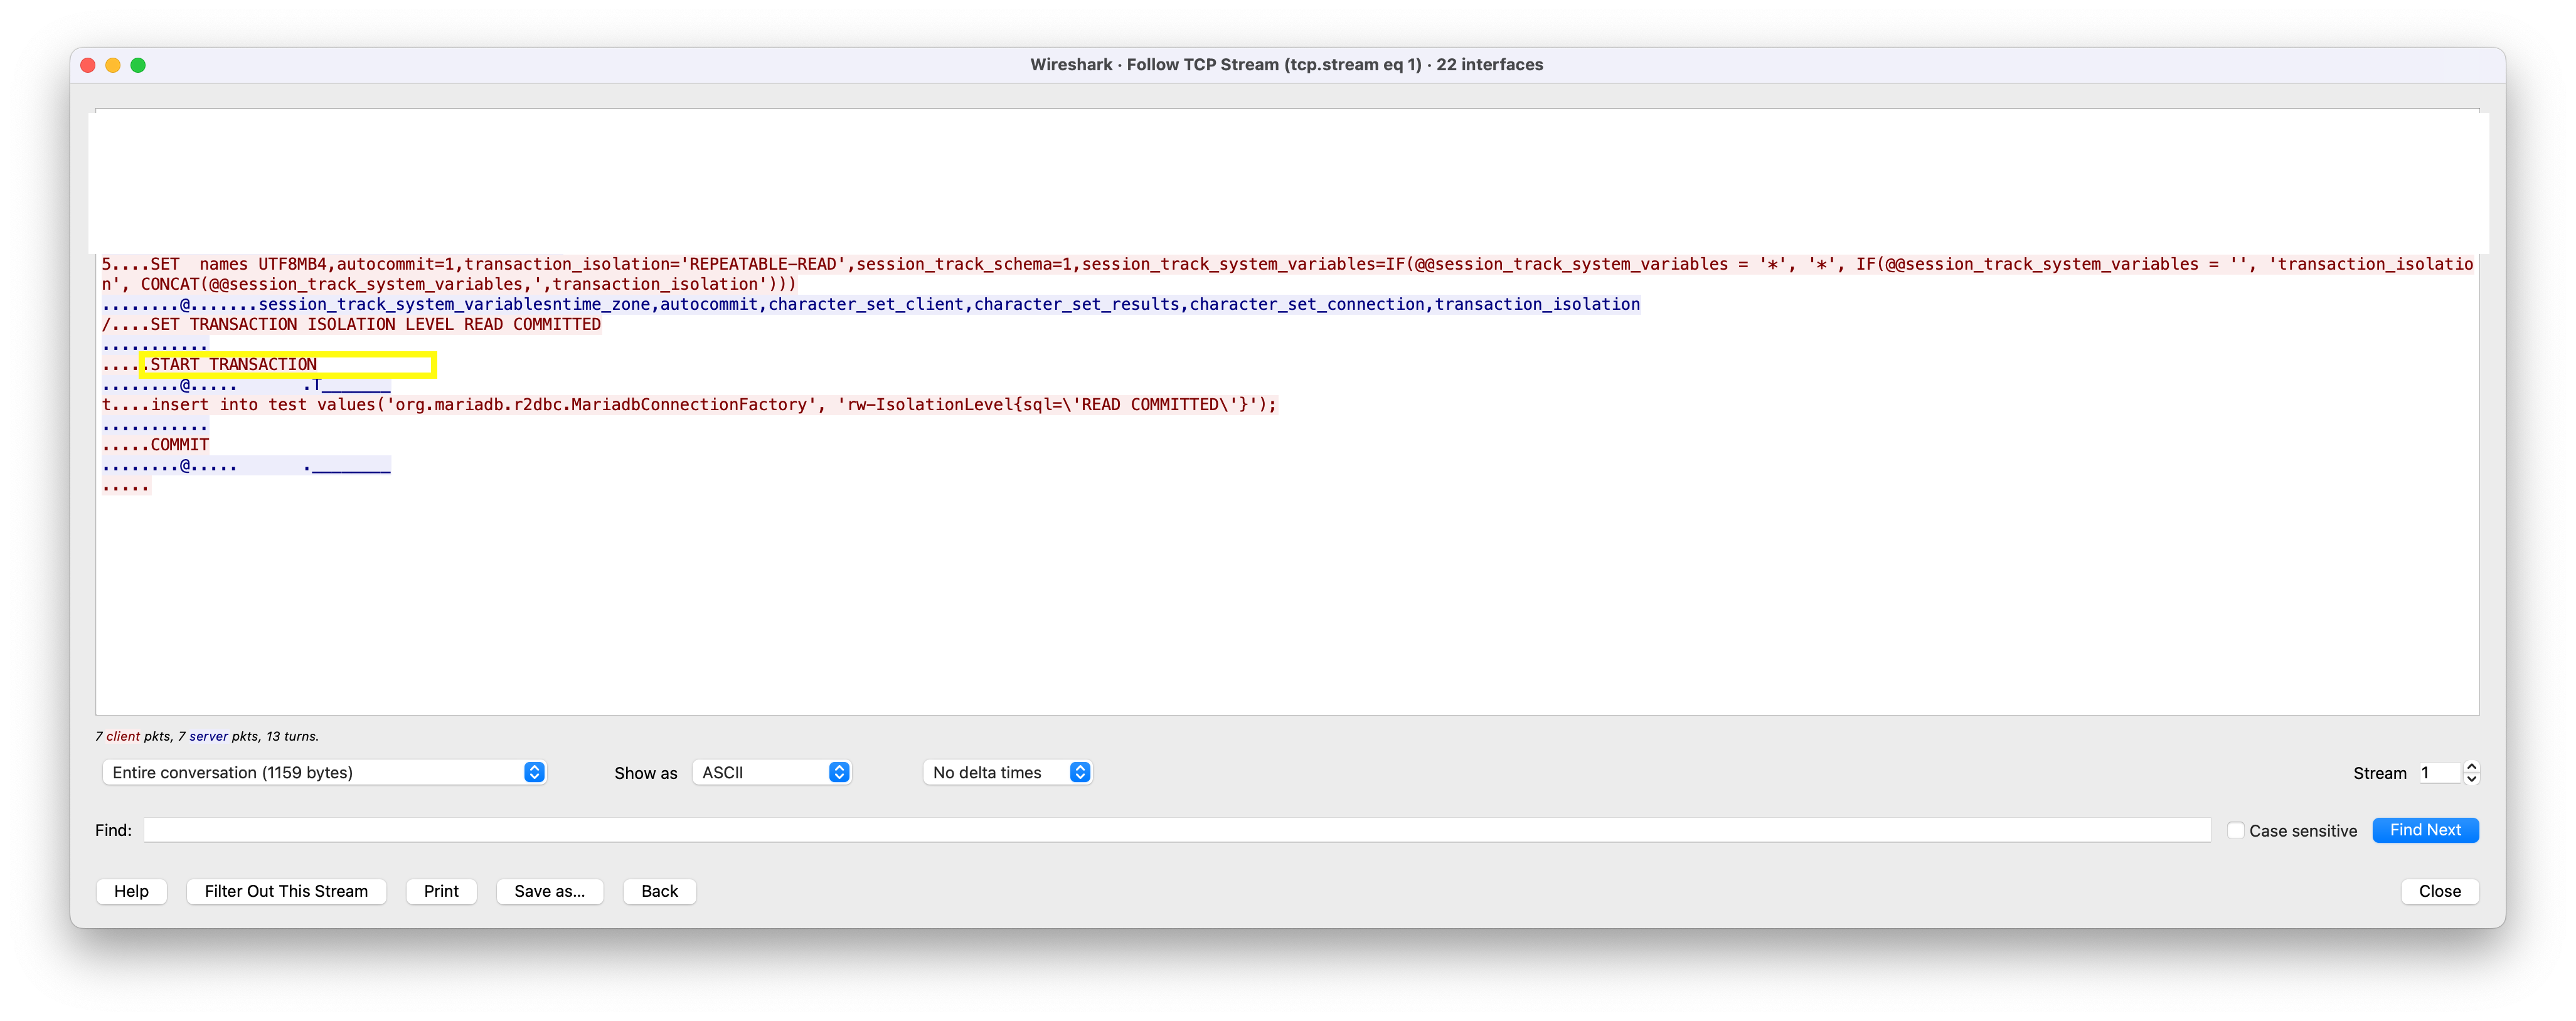 Wireshark · Follow TCP Stream (tcp.stream eq 1) · 22 interfaces
5....SET  names UTF8MB4,autocommit=1,transaction_isolation='REPEATABLE-READ',session_track_schema=1,session_track_system_variables=IF(@@session_track_system_variables = '*', '*', IF(@@session_track_system_variables = '', 'transaction_isolatio
n', CONCAT(@@session_track_system_variables,',transaction_isolation')))
........@.......session_track_system_variablesntime_zone,autocommit,character_set_client,character_set_results,character_set_connection,transaction_isolation
/....SET TRANSACTION ISOLATION LEVEL READ COMMITTED
...........
.....START TRANSACTION
........@.....       .T_______
t....insert into test values('org.mariadb.r2dbc.MariadbConnectionFactory', 'rw-IsolationLevel{sql=\'READ COMMITTED\'}');
...........
.....COMMIT
........@.....       .________
.....
7 client pkts, 7 server pkts, 13 turns.
Entire conversation (1159 bytes)
Show as
ASCII
No delta times
Stream
1
Find:
Case sensitive
Find Next
Help
Filter Out This Stream
Print
Save as...
Back
Close